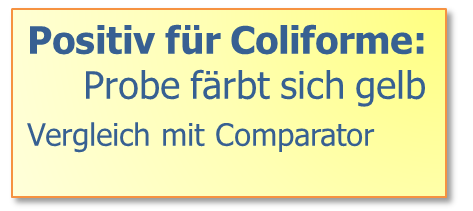 Positiv für Coliforme:
Probe färbt sich gelb
Vergleich mit Comparator